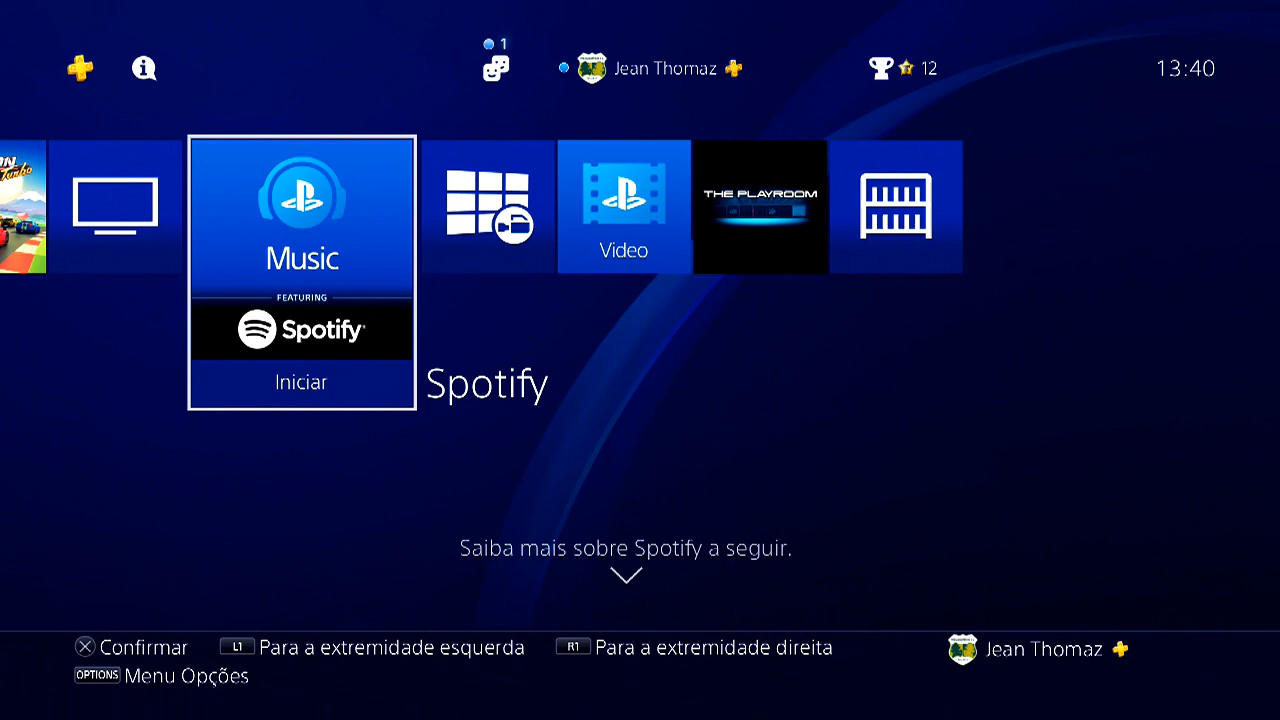 1
Jean Thomaz
12
13:40
Turbo
Music
FEATURING
Spotify
Iniciar
Video
THE PLAYROOM
Spotify
Saiba mais sobre Spotify a seguir.
Confirmar
L1 Para a extremidade esquerda
R1 Para a extremidade direita
Jean Thomaz
OPTIONS Menu Opções